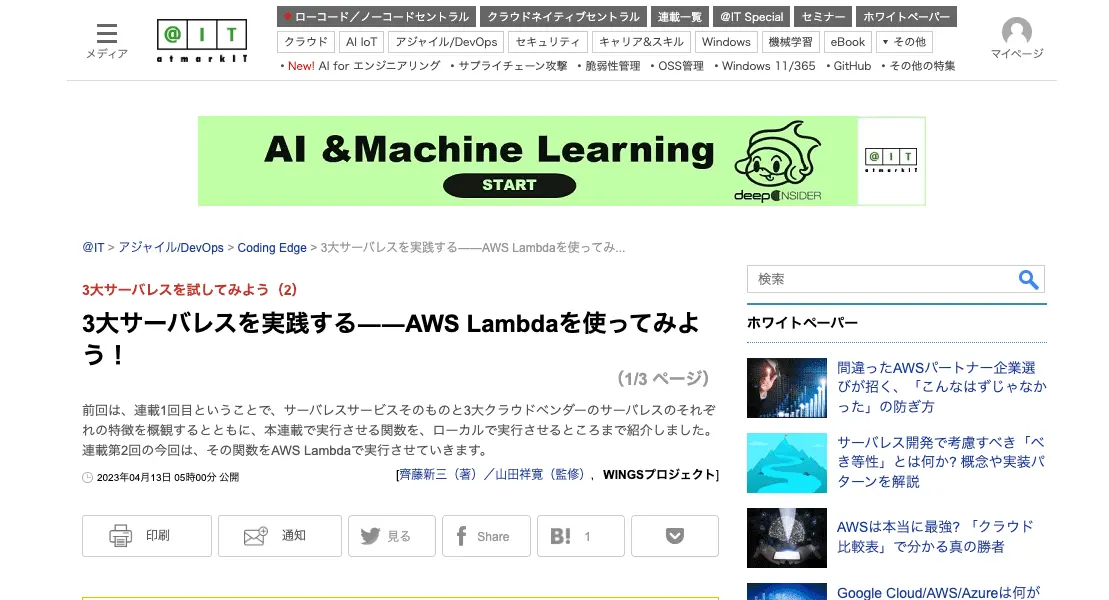 メディア
@IT
atmarkIT
ローコード／ノーコードセントラル クラウドネイティブセントラル 連載一覧 @IT Special セミナー ホワイトペーパー
クラウド AI IoT アジャイル/DevOps セキュリティ キャリア&スキル Windows 機械学習 eBook ▼ その他
・New! AI for エンジニアリング ・サプライチェーン攻撃 ・脆弱性管理 ・OSS管理 ・Windows 11/365 ・GitHub ・その他の特集
マイページ
AI &Machine Learning
START
deep INSIDER
@IT
atmarkIT
@IT > アジャイル/DevOps > Coding Edge > 3大サーバレスを実践する――AWS Lambdaを使ってみ...
3大サーバレスを試してみよう（2）
3大サーバレスを実践する――AWS Lambdaを使ってみよ
う！
（1/3 ページ）
前回は、連載1回目ということで、サーバレスサービスそのものと3大クラウドベンダーのサーバレスのそれぞ
れの特徴を概観するとともに、本連載で実行させる関数を、ローカルで実行させるところまで紹介しました。
連載第2回の今回は、その関数をAWS Lambdaで実行させていきます。
2023年04月13日 05時00分 公開
[齊藤新三（著）／山田祥寛（監修）, WINGSプロジェクト]
印刷 通知 見る Share B! 1
検索
ホワイトペーパー
間違ったAWSパートナー企業選
びが招く、「こんなはずじゃなか
った」の防ぎ方
サーバレス開発で考慮すべき「べ
き等性」とは何か? 概念や実装パ
ターンを解説
AWSは本当に最強? 「クラウド
比較表」で分かる真の勝者
Google Cloud/AWS/Azureは何が